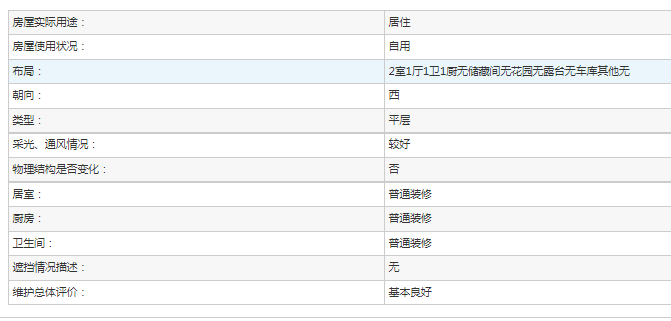 房屋实际用途： 居住
房屋使用状况： 自用
布局： 2室1厅1卫1厨无储藏间无花园无露台无车库其他无
朝向： 西
类型： 平层
采光、通风情况： 较好
物理结构是否变化： 否
居室： 普通装修
厨房： 普通装修
卫生间： 普通装修
遮挡情况描述： 无
维护总体评价： 基本良好